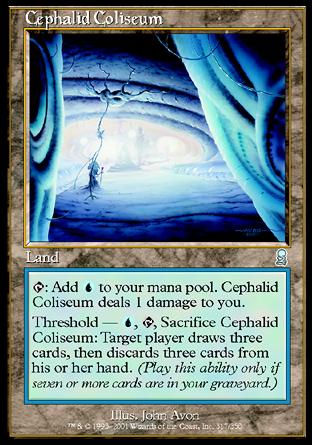 Cephalid Coliseum
Land
: Add to your mana pool. Cephalid
Coliseum deals 1 damage to you.
Threshold — , , Sacrifice Cephalid
Coliseum: Target player draws three
cards, then discards three cards from
his or her hand. (Play this ability only if
seven or more cards are in your graveyard.)
Illus. John Avon
™ & © 1993–2001 Wizards of the Coast, Inc. 317/350